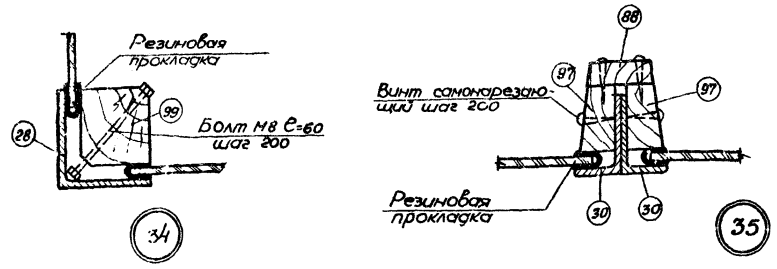 Резиновая
прокладка
99
28
Болт М8 ℓ=60
шаг 200
34
88
97
97
Винт самонарезаю-
щий шаг 200
Резиновая
прокладка
30
30
35